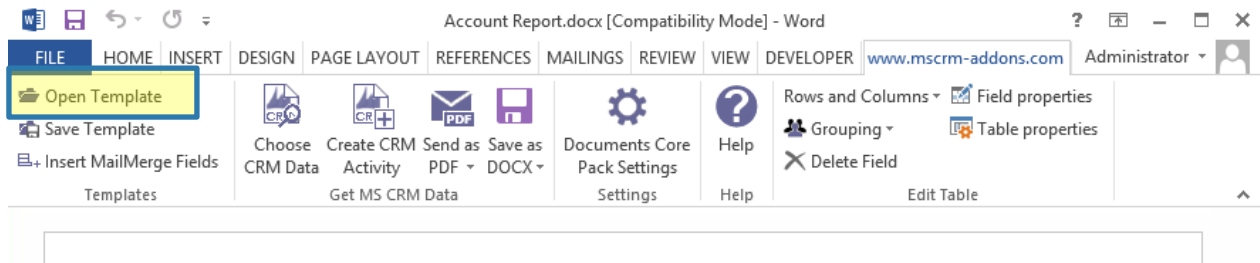 Account Report.docx [Compatibility Mode] - Word
FILE HOME INSERT DESIGN PAGE LAYOUT REFERENCES MAILINGS REVIEW VIEW DEVELOPER www.mscrm-addons.com Administrator
Open Template
Save Template
Insert MailMerge Fields
Templates
CRM
Choose
CRM Data
CR
Create CRM
Activity
PDF
Send as
PDF
Save as
DOCX
Get MS CRM Data
Documents Core
Pack Settings
Settings
Help
Help
Rows and Columns
Field properties
Grouping
Table properties
Delete Field
Edit Table